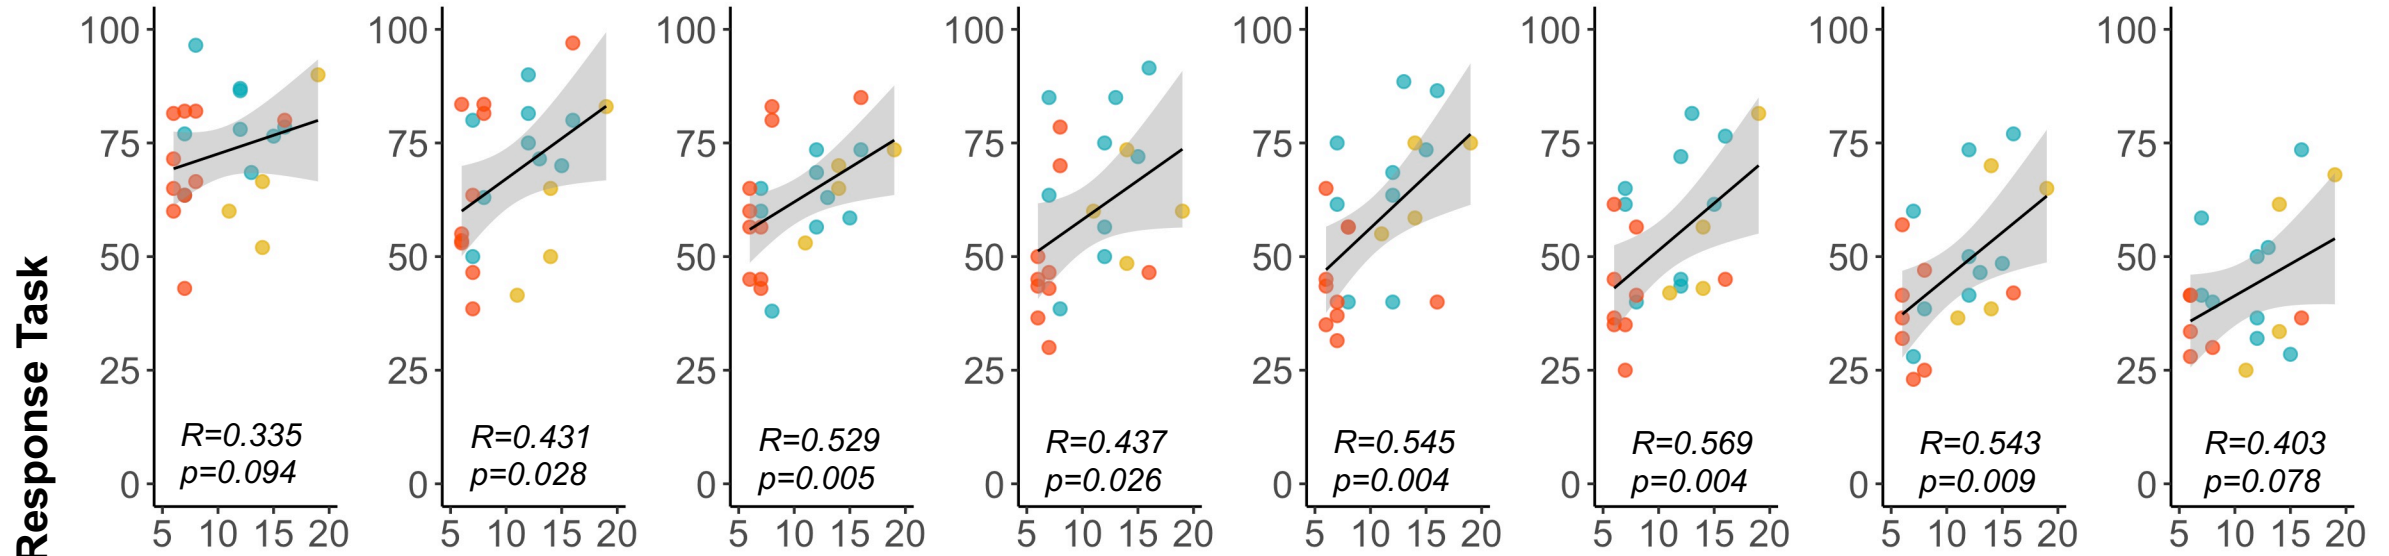 Response Task
100 100 100 100 100 100 100 100
75 75 75 75 75 75 75 75
50 50 50 50 50 50 50 50
25 25 25 25 25 25 25 25
R=0.335 R=0.431 R=0.529 R=0.437 R=0.545 R=0.569 R=0.543 R=0.403
p=0.094 p=0.028 p=0.005 p=0.026 p=0.004 p=0.004 p=0.009 p=0.078
0 0 0 0 0 0 0 0
5 10 15 20 5 10 15 20 5 10 15 20 5 10 15 20 5 10 15 20 5 10 15 20 5 10 15 20 5 10 15 20